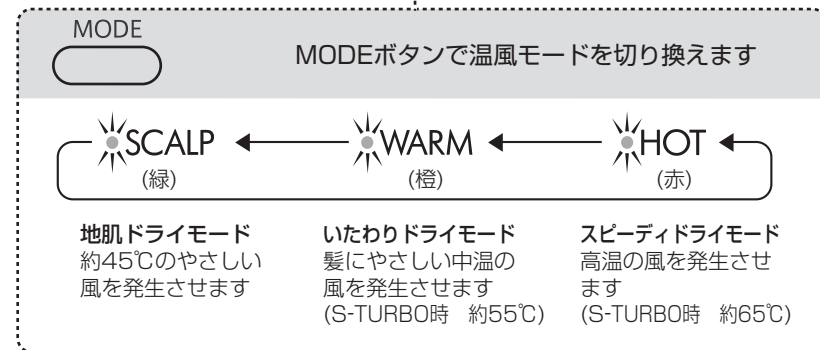 MODE
MODEボタンで温風モードを切り換えます
SCALP WARM HOT
(緑) (橙) (赤)
地肌ドライモード
約45℃のやさしい
風を発生させます
いたわりドライモード
髪にやさしい中温の
風を発生させます
(S-TURBO時　約55℃)
スピーディドライモード
高温の風を発生させ
ます
(S-TURBO時　約65℃)